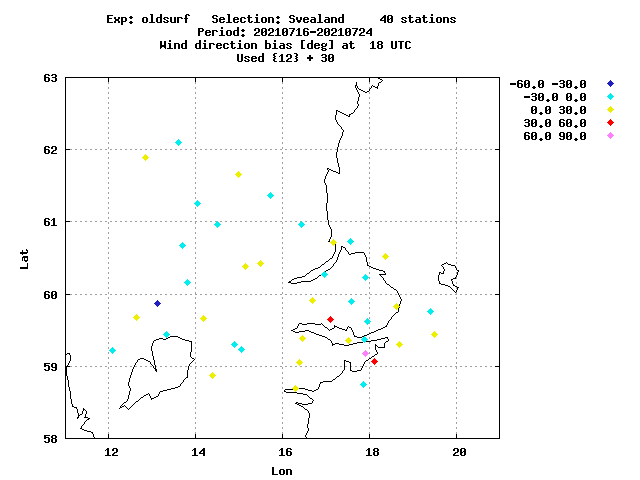 Exp: oldsurf   Selection: Svealand     40 stations
Period: 20210716-20210724
Wind direction bias [deg] at  18 UTC
Used {12} + 30
-60.0 -30.0
-30.0 0.0
0.0 30.0
30.0 60.0
60.0 90.0
63
62
61
60
59
58
Lat
12
14
16
18
20
Lon